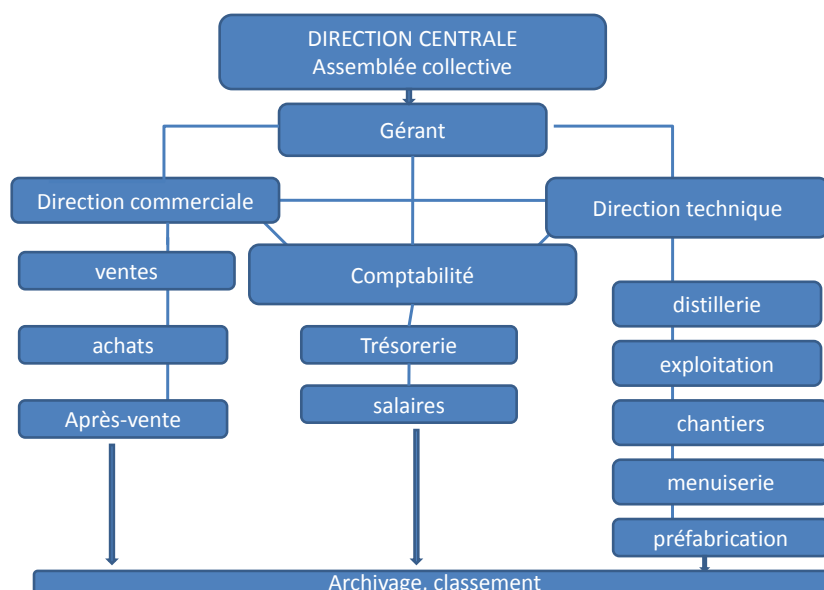 DIRECTION CENTRALE
Assemblée collective
Gérant
Direction commerciale
Direction technique
Comptabilité
ventes
achats
Après-vente
Trésorerie
salaires
distillerie
exploitation
chantiers
menuiserie
préfabrication
Archivage, classement